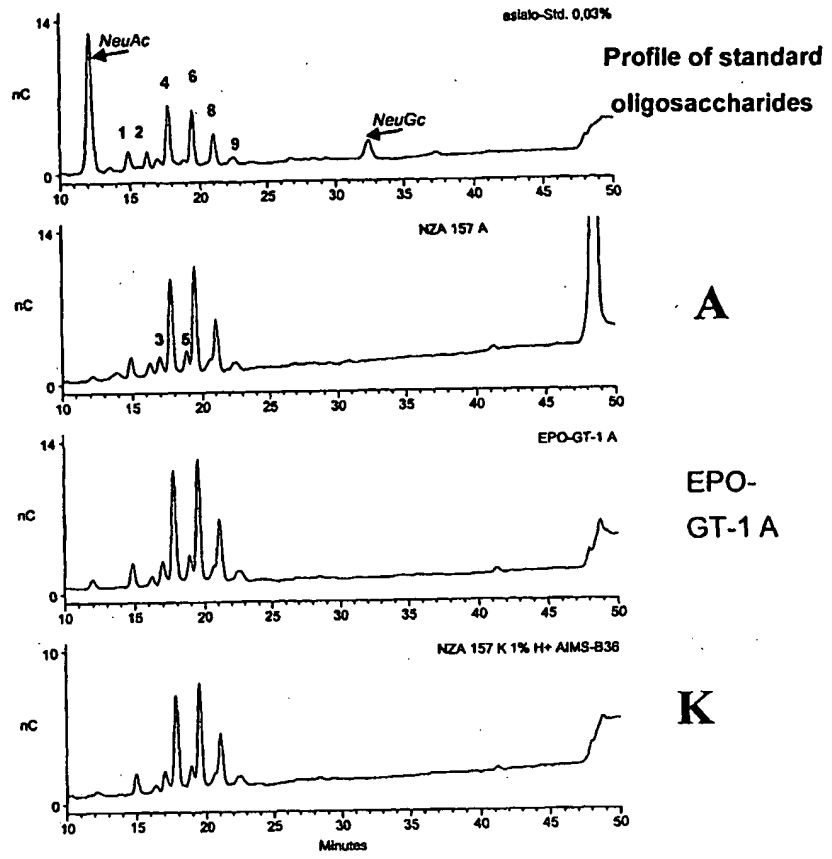 asialo-Std. 0,03%
14
NeuAc
Profile of standard
oligosaccharides
nC
4
6
1
2
8
9
NeuGc
0
10 15 20 25 30 35 40 45 50
14
NZA 157 A
A
nC
3
5
0
10 15 20 25 30 35 40 45 50
14
EPO-GT-1 A
EPO-
GT-1 A
nC
0
10 15 20 25 30 35 40 45 50
10
NZA 157 K 1% H+ AIMS-B36
K
nC
0
10 15 20 25 30 35 40 45 50
Minutes